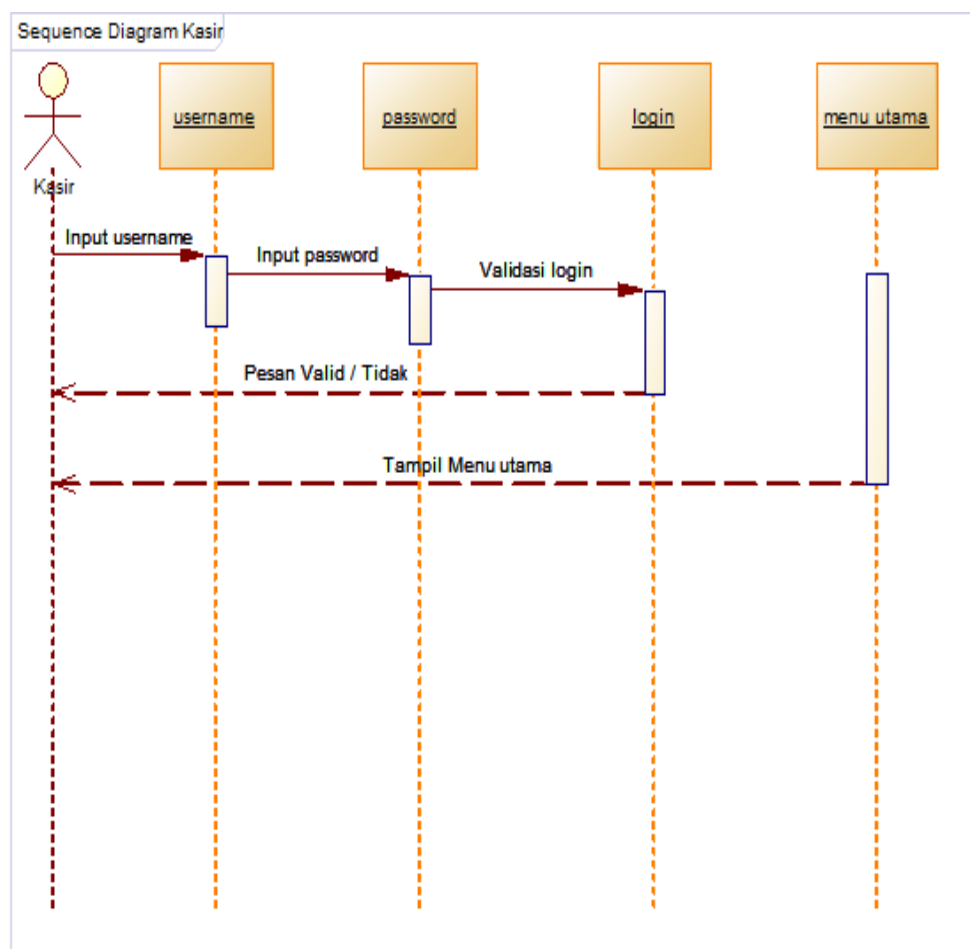 Sequence Diagram Kasir
username
password
login
menu utama
Kasir
Input username
Input password
Validasi login
Pesan Valid / Tidak
Tampil Menu utama